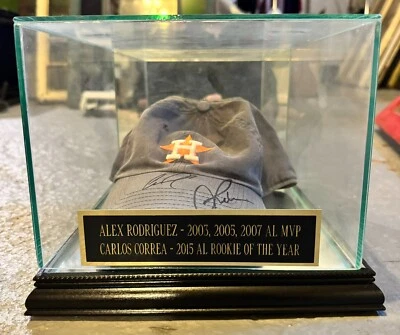 H
ALEX RODRIGUEZ - 2003, 2005, 2007 AL MVP
CARLOS CORREA - 2015 AL ROOKIE OF THE YEAR